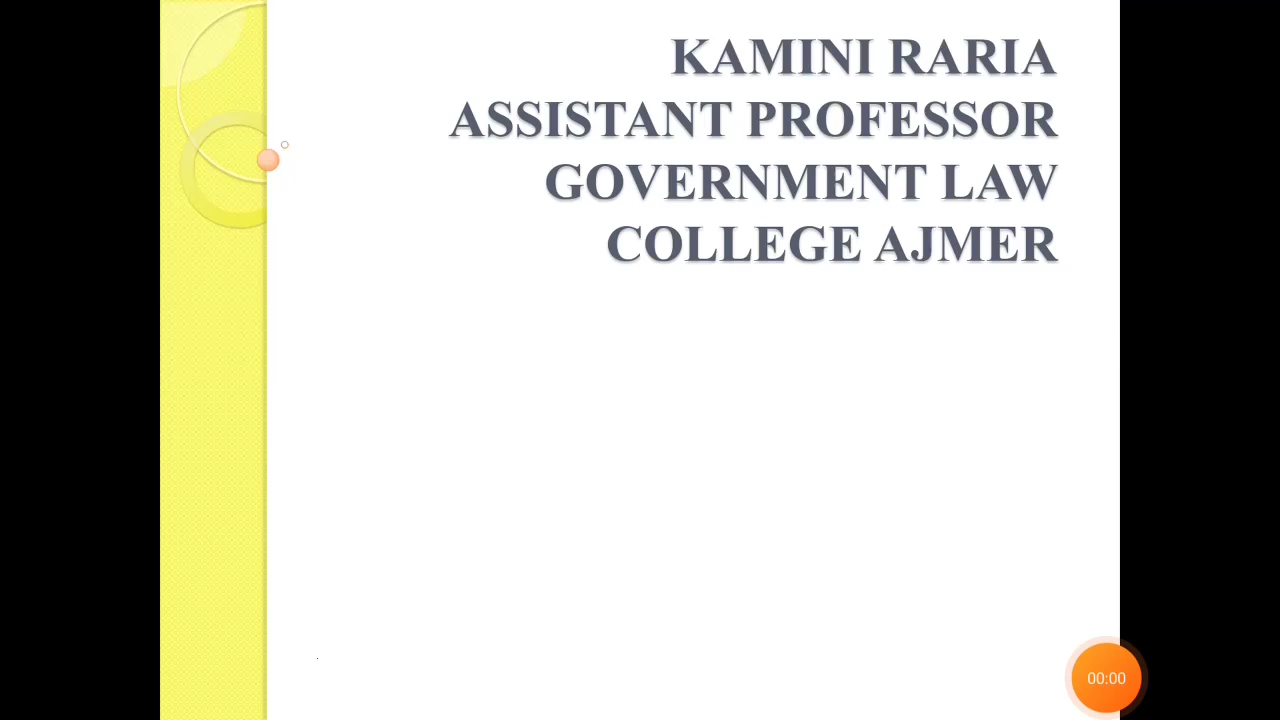 KAMINI RARIA
ASSISTANT PROFESSOR
GOVERNMENT LAW
COLLEGE AJMER
.
00:00